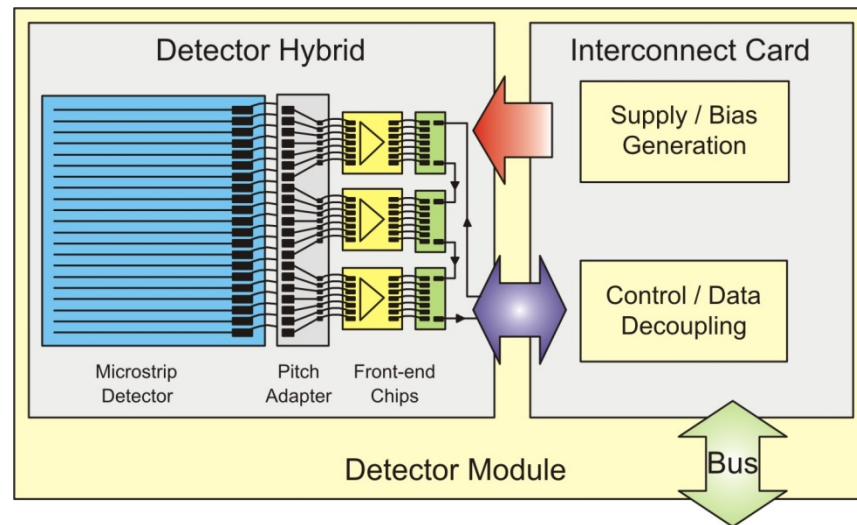 Detector Hybrid
Interconnect Card
Supply / Bias
Generation
Control / Data
Decoupling
Microstrip
Detector
Pitch
Adapter
Front-end
Chips
Detector Module
Bus